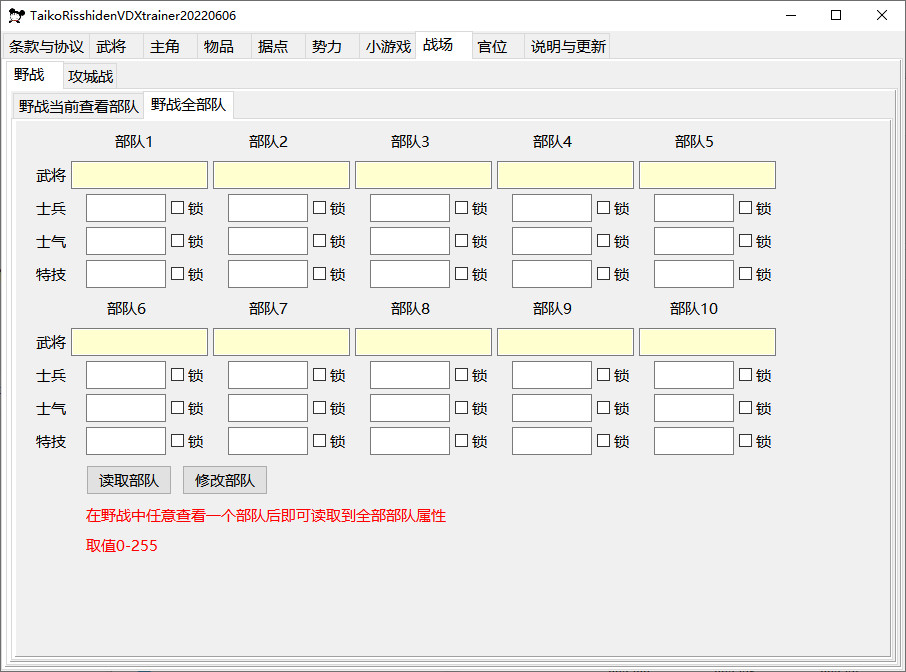 TaikoRisshidenVDXtrainer20220606
条款与协议 武将 主角 物品 据点 势力 小游戏 战场 官位 说明与更新
野战 攻城战
野战当前查看部队 野战全部队
部队1 部队2 部队3 部队4 部队5
武将
士兵 锁 锁 锁 锁 锁
士气 锁 锁 锁 锁 锁
特技 锁 锁 锁 锁 锁
部队6 部队7 部队8 部队9 部队10
武将
士兵 锁 锁 锁 锁 锁
士气 锁 锁 锁 锁 锁
特技 锁 锁 锁 锁 锁
读取部队 修改部队
在野战中任意查看一个部队后即可读取到全部部队属性
取值0-255